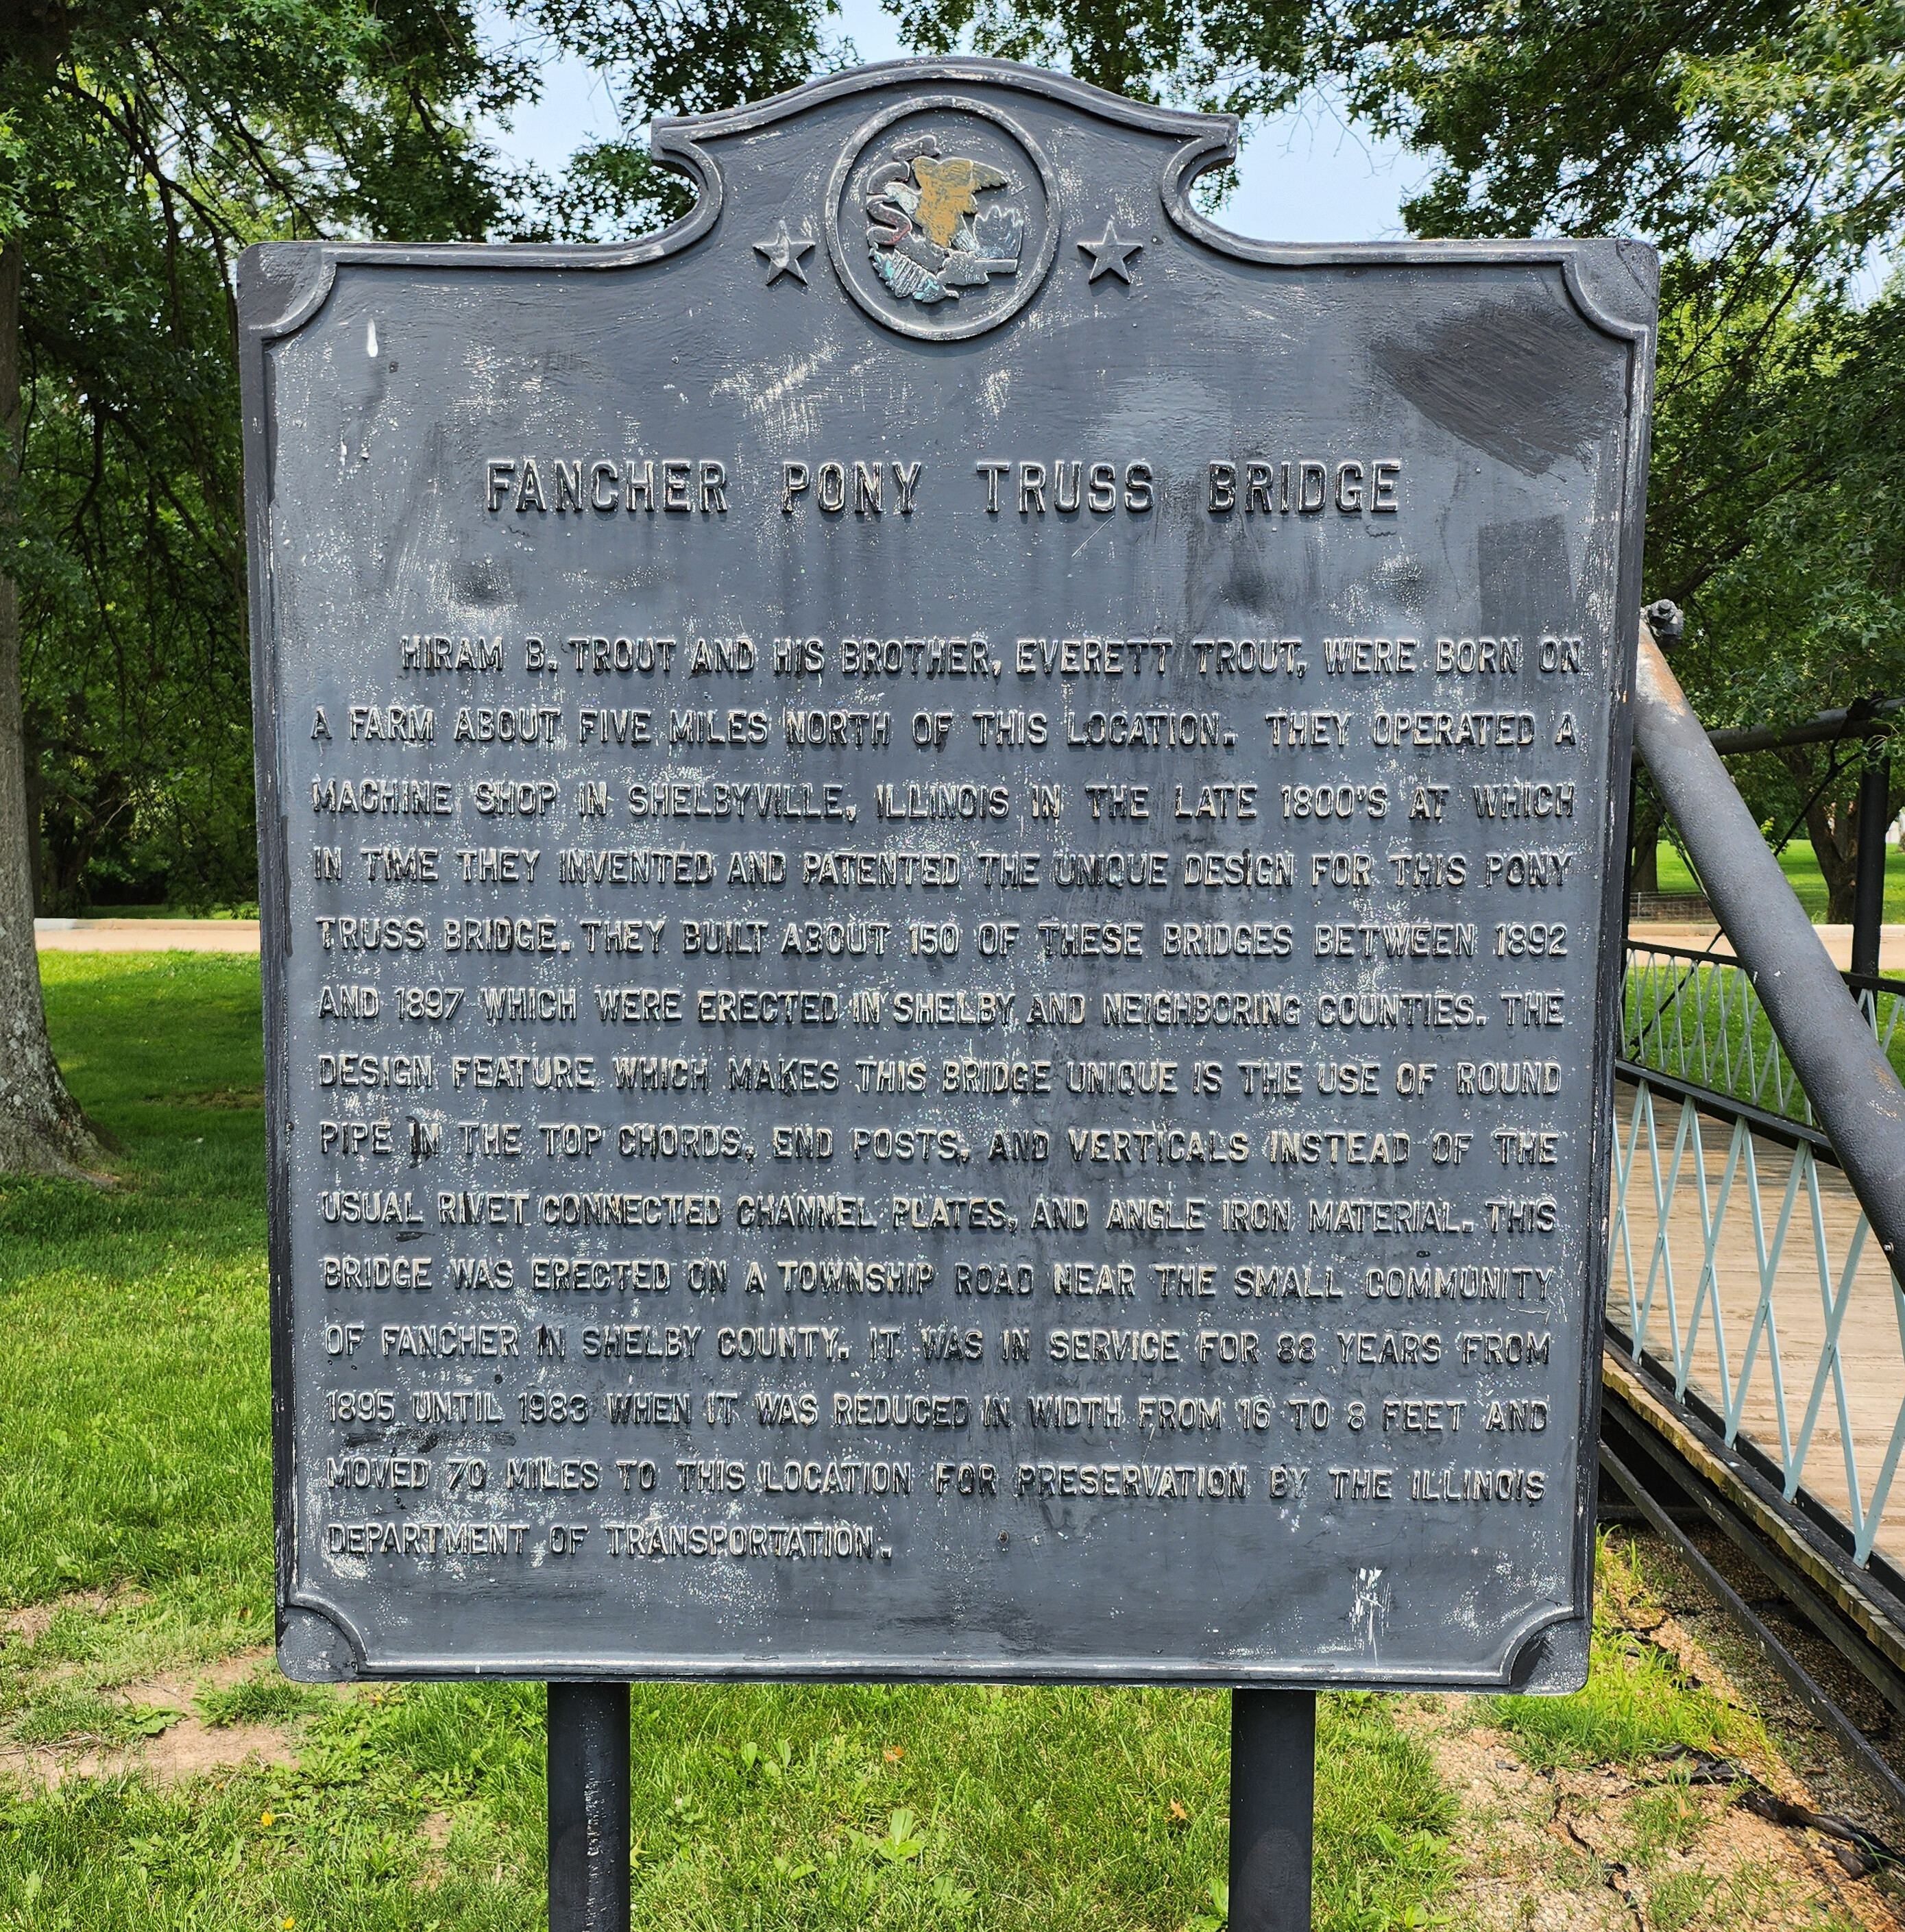 FANCHER PONY TRUSS BRIDGE
HIRAM B. TROUT AND HIS BROTHER, EVERETT TROUT, WERE BORN ON
A FARM ABOUT FIVE MILES NORTH OF THIS LOCATION. THEY OPERATED A
MACHINE SHOP IN SHELBYVILLE, ILLINOIS IN THE LATE 1800'S AT WHICH
IN TIME THEY INVENTED AND PATENTED THE UNIQUE DESIGN FOR THIS PONY
TRUSS BRIDGE. THEY BUILT ABOUT 150 OF THESE BRIDGES BETWEEN 1892
AND 1897 WHICH WERE ERECTED IN SHELBY AND NEIGHBORING COUNTIES. THE
DESIGN FEATURE WHICH MAKES THIS BRIDGE UNIQUE IS THE USE OF ROUND
PIPE IN THE TOP CHORDS, END POSTS, AND VERTICALS INSTEAD OF THE
USUAL RIVET CONNECTED CHANNEL PLATES, AND ANGLE IRON MATERIAL. THIS
BRIDGE WAS ERECTED ON A TOWNSHIP ROAD NEAR THE SMALL COMMUNITY
OF FANCHER IN SHELBY COUNTY. IT WAS IN SERVICE FOR 88 YEARS FROM
1895 UNTIL 1983 WHEN IT WAS REDUCED IN WIDTH FROM 16 TO 8 FEET AND
MOVED 70 MILES TO THIS LOCATION FOR PRESERVATION BY THE ILLINOIS
DEPARTMENT OF TRANSPORTATION.